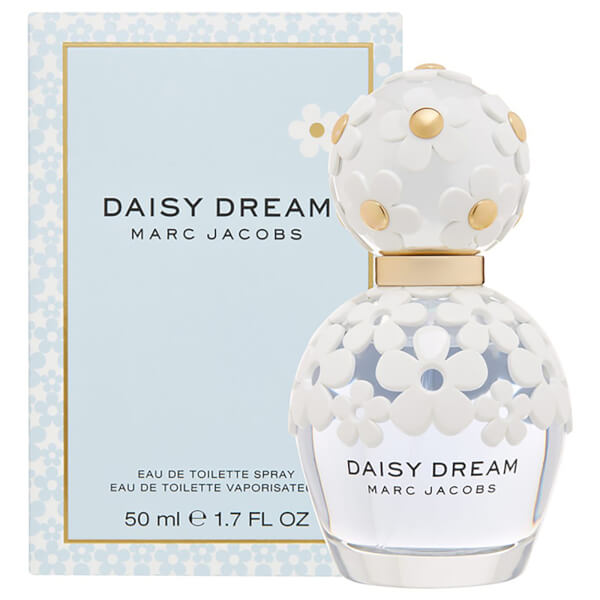 DAISY DREAM
MARC JACOBS
EAU DE TOILETTE SPRAY
EAU DE TOILETTE
50 ml ℮ 1.7 FL OZ
DAISY DREAM
MARC JACOBS